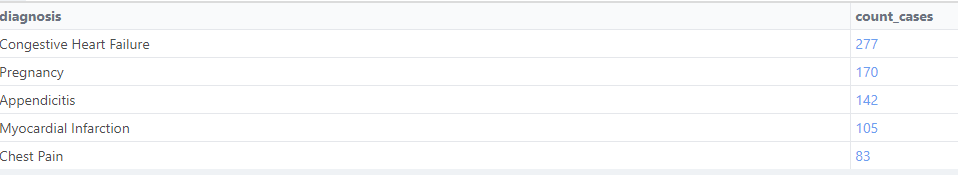 diagnosis count_cases
Congestive Heart Failure 277
Pregnancy 170
Appendicitis 142
Myocardial Infarction 105
Chest Pain 83